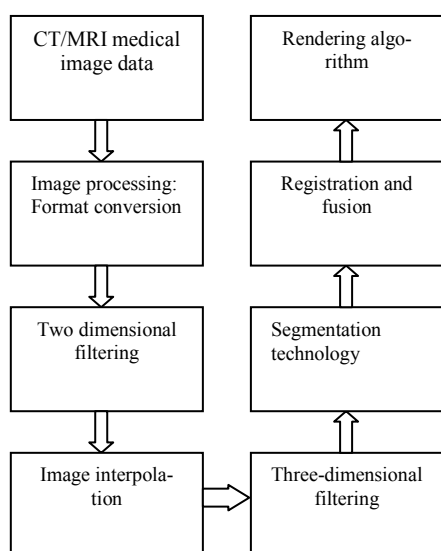 CT/MRI medical
image data
Image processing:
Format conversion
Two dimensional
filtering
Image interpola-
tion
Three-dimensional
filtering
Segmentation
technology
Registration and
fusion
Rendering algo-
rithm